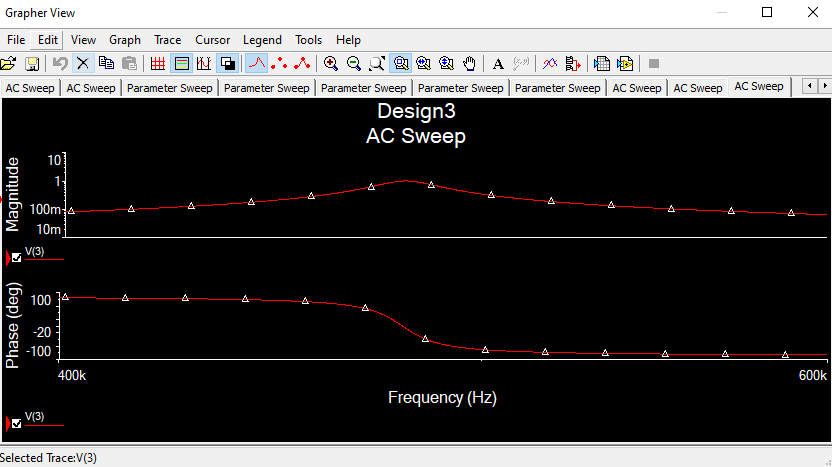 Grapher View
File Edit View Graph Trace Cursor Legend Tools Help
A
AC Sweep AC Sweep Parameter Sweep Parameter Sweep Parameter Sweep Parameter Sweep Parameter Sweep AC Sweep AC Sweep AC Sweep
Design3
AC Sweep
Magnitude
10
1
100m
10m
V(3)
Phase (deg)
100
-20
-100
400k 600k
Frequency (Hz)
V(3)
Selected Trace:V(3)